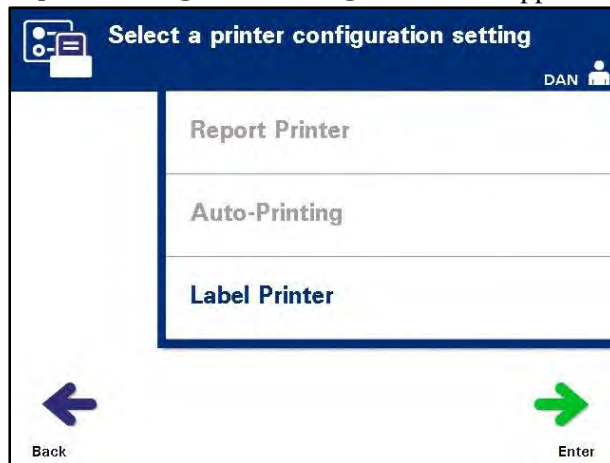 Select a printer configuration setting
DAN
Report Printer
Auto-Printing
Label Printer
Back
Enter